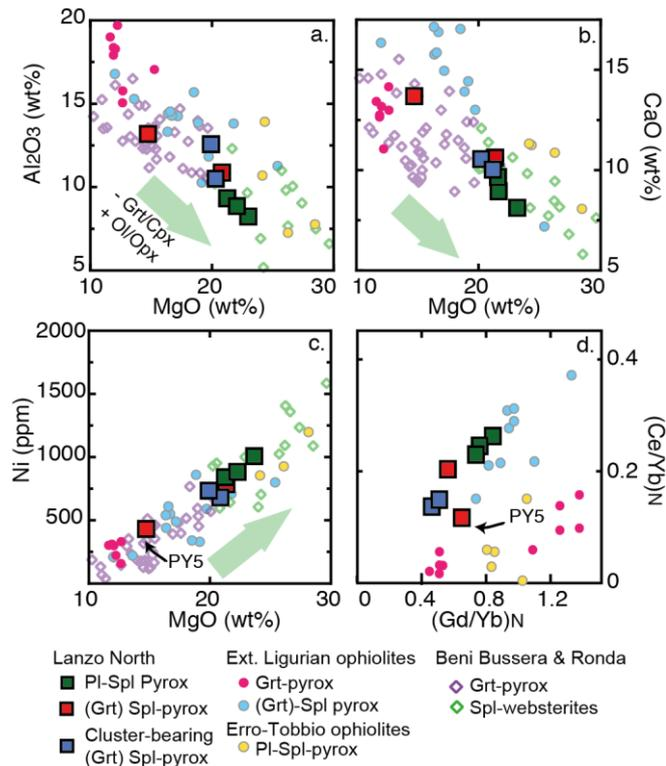 20
15
10
5
Al2O3 (wt%)
a.
- Grt/Cpx
+ Ol/Opx
10
20
30
MgO (wt%)
b.
15
10
5
CaO (wt%)
10
20
30
MgO (wt%)
2000
1500
1000
500
Ni (ppm)
c.
PY5
10
20
30
MgO (wt%)
d.
0.4
0.2
0
(Ce/Yb)N
PY5
0
0.4
0.8
1.2
(Gd/Yb)N
Lanzo North
Pl-Spl Pyrox
(Grt) Spl-pyrox
Cluster-bearing
(Grt) Spl-pyrox
Ext. Ligurian ophiolites
Grt-pyrox
(Grt)-Spl pyrox
Erro-Tobbio ophiolites
Pl-Spl-pyrox
Beni Bussera & Ronda
Grt-pyrox
Spl-websterites